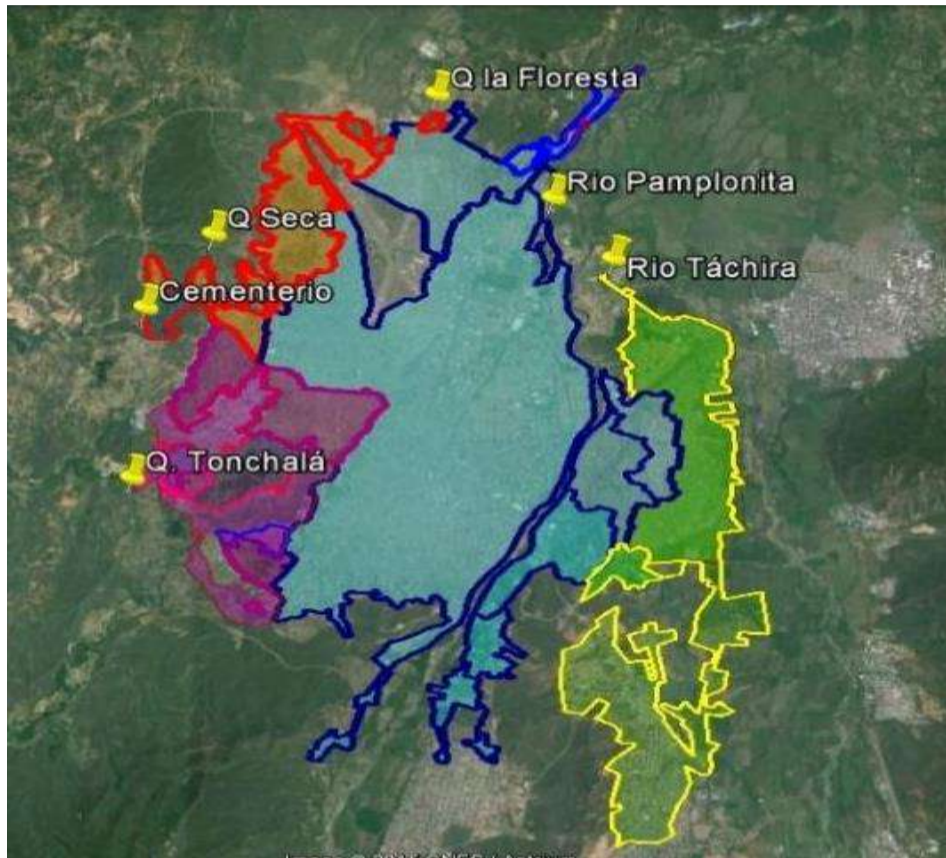 Q la Floresta
Rio Pamplonita
Q Seca
Rio Táchira
Cementerio
Q. Tonchalá